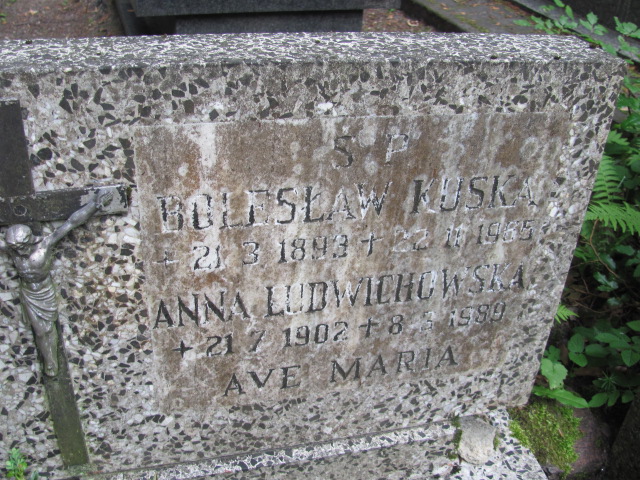 S P
BOLESŁAW KUSKA
+ 21 3 1893 + 22 11 1965
ANNA LUDWICHOWSKA
+ 21 7 1902 + 8 3 1989
AVE MARIA